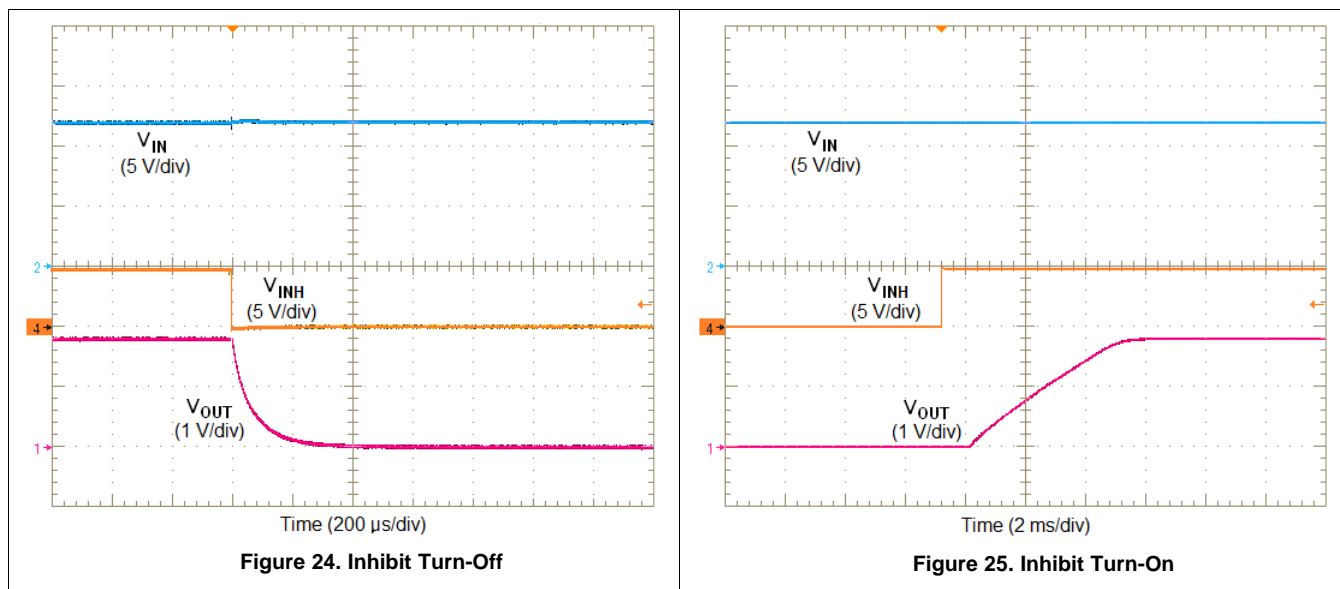 VIN
(5 V/div)
2
VINH
(5 V/div)
4
VOUT
(1 V/div)
1
Time (200 µs/div)
Figure 24. Inhibit Turn-Off
VIN
(5 V/div)
2
VINH
(5 V/div)
4
VOUT
(1 V/div)
1
Time (2 ms/div)
Figure 25. Inhibit Turn-On